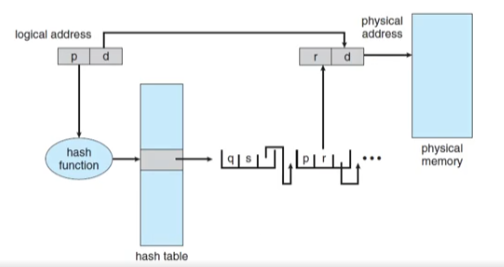 logical address
physical
address
p d
r d
hash
function
q s
p r
...
physical
memory
hash table